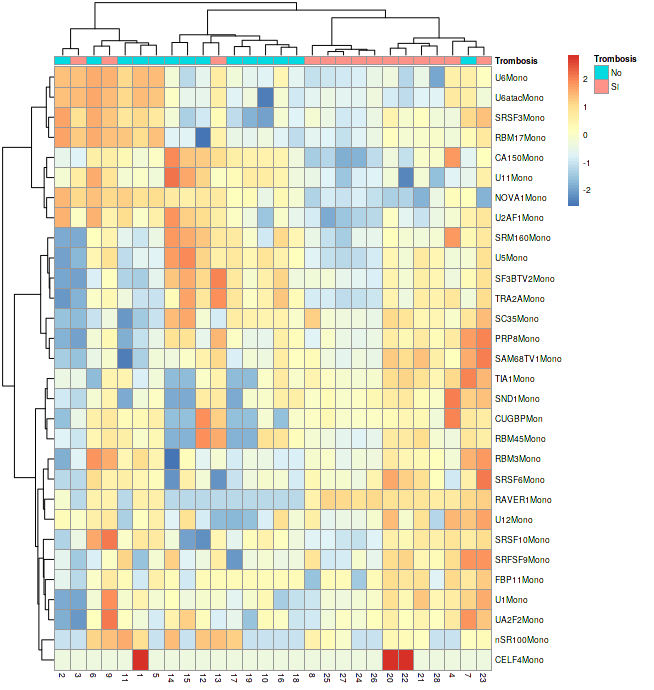 Trombosis
U6Mono
U6atacMono
SRSF3Mono
RBM17Mono
CA150Mono
U11Mono
NOVA1Mono
U2AF1Mono
SRM160Mono
U5Mono
SF3BTV2Mono
TRA2AMono
SC35Mono
PRP8Mono
SAM68TV1Mono
TIA1Mono
SND1Mono
CUGBPMon
RBM45Mono
RBM3Mono
SRSF6Mono
RAVER1Mono
U12Mono
SRSF10Mono
SRFSF9Mono
FBP11Mono
U1Mono
UA2F2Mono
nSR100Mono
CELF4Mono
2 3 6 9 11 1 5 14 15 12 13 17 19 10 16 18 8 25 27 24 26 20 22 21 28 4 7 23
2
1
0
-1
-2
Trombosis
No
SI